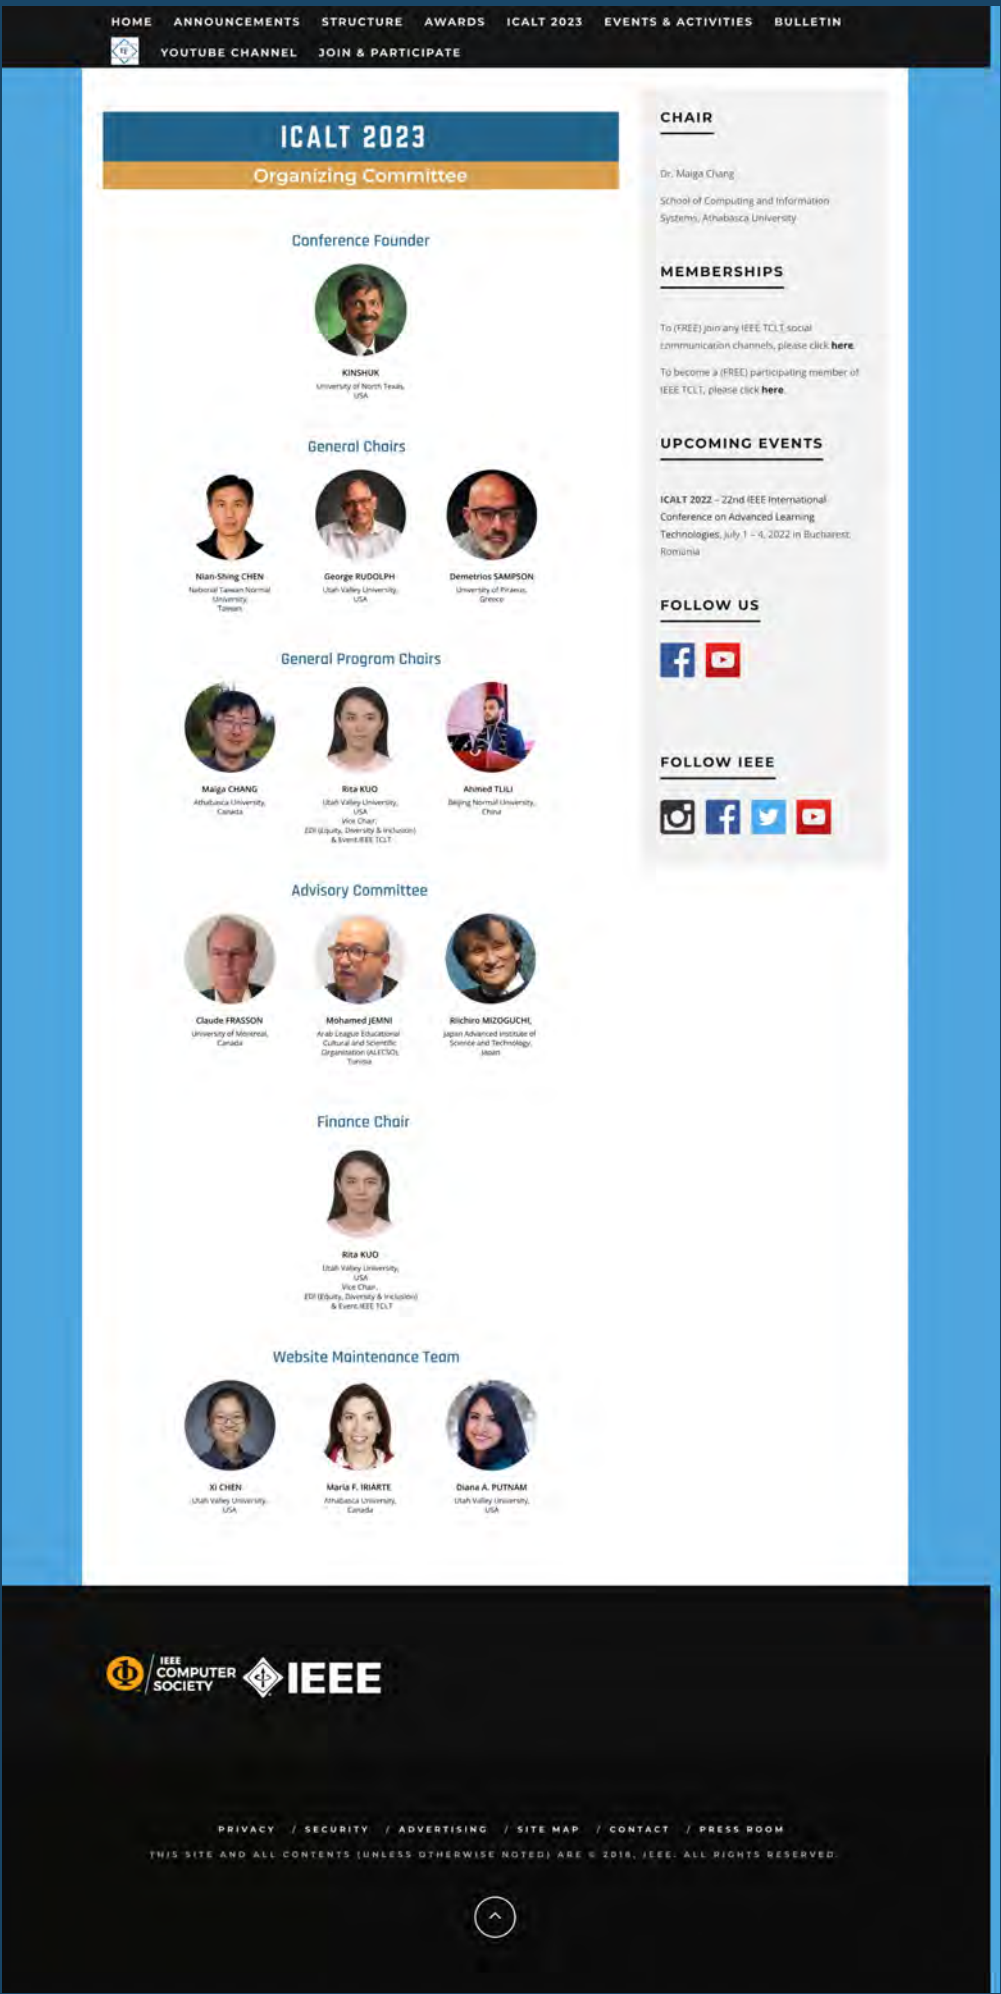 HOME ANNOUNCEMENTS STRUCTURE AWARDS ICALT 2023 EVENTS & ACTIVITIES BULLETIN
YOUTUBE CHANNEL JOIN & PARTICIPATE
ICALT 2023
Organizing Committee
Conference Founder
KINSHUK
University of North Texas,
USA
General Chairs
Nian-Shing CHEN
National Taiwan Normal
University,
Taiwan
George RUDOLPH
Utah Valley University,
USA
Demetrios SAMPSON
University of Piraeus,
Greece
General Program Chairs
Maiga CHANG
Athabasca University,
Canada
Rita KUO
Utah Valley University,
USA
Vice Chair,
EDI (Equity, Diversity & Inclusion)
& Event IEEE TCLT
Ahmed TLILI
Beijing Normal University,
China
Advisory Committee
Claude FRASSON
University of Montreal,
Canada
Mohamed JEMNI
Arab League Educational
Cultural and Scientific
Organisation (ALECSO),
Tunisia
Riichiro MIZOGUCHI,
Japan Advanced Institute of
Science and Technology,
Japan
Finance Chair
Rita KUO
Utah Valley University,
USA
Vice Chair,
EDI (Equity, Diversity & Inclusion)
& Event IEEE TCLT
Website Maintenance Team
Xi CHEN
Utah Valley University,
USA
Maria F. IRIARTE
Athabasca University,
Canada
Diana A. PUTNAM
Utah Valley University,
USA
CHAIR
Dr. Maiga Chang
School of Computing and Information
Systems, Athabasca University
MEMBERSHIPS
To (FREE) join any IEEE TCLT social
communication channels, please click here.
To become a (FREE) participating member of
IEEE TCLT, please click here.
UPCOMING EVENTS
ICALT 2022 – 22nd IEEE International
Conference on Advanced Learning
Technologies, July 1 – 4, 2022 in Bucharest,
Romania
FOLLOW US
FOLLOW IEEE
IEEE
COMPUTER
SOCIETY
IEEE
PRIVACY / SECURITY / ADVERTISING / SITE MAP / CONTACT / PRESS ROOM
THIS SITE AND ALL CONTENTS (UNLESS OTHERWISE NOTED) ARE © 2018, IEEE. ALL RIGHTS RESERVED.